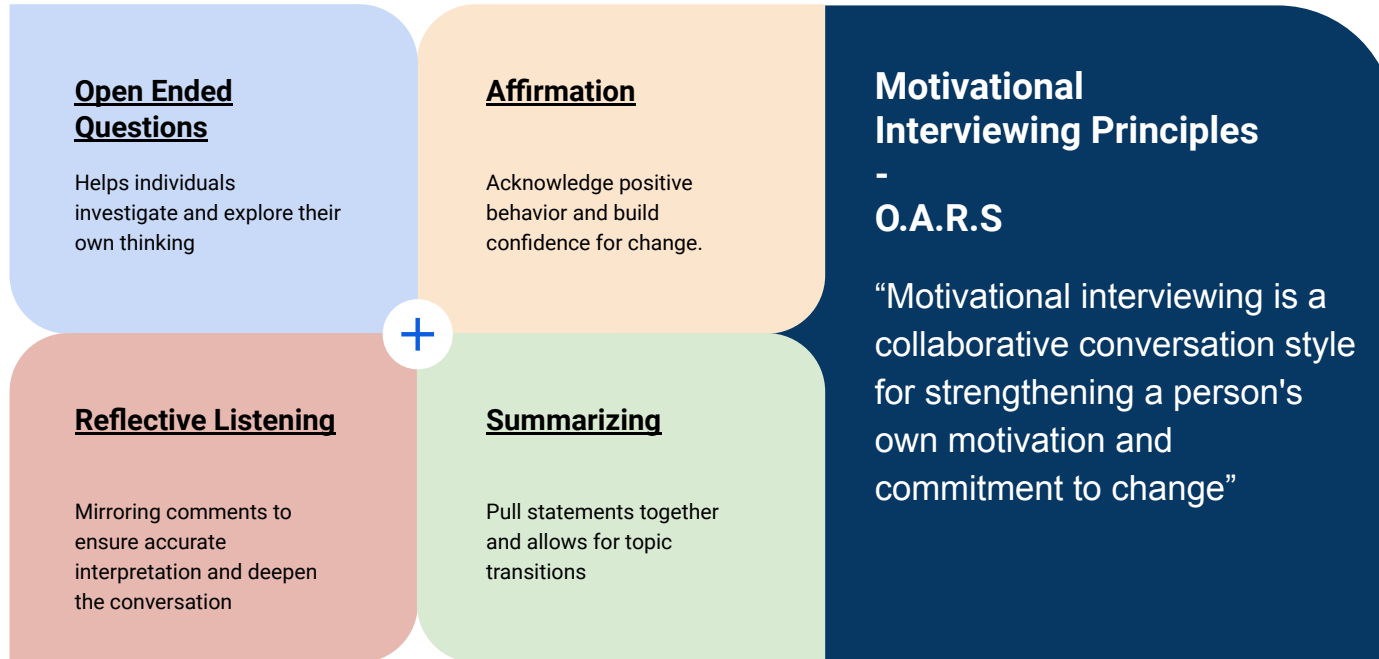 Open Ended
Questions
Helps individuals
investigate and explore their
own thinking
Affirmation
Acknowledge positive
behavior and build
confidence for change.
Reflective Listening
Mirroring comments to
ensure accurate
interpretation and deepen
the conversation
Summarizing
Pull statements together
and allows for topic
transitions
Motivational
Interviewing Principles
-
O.A.R.S
“Motivational interviewing is a
collaborative conversation style
for strengthening a person's
own motivation and
commitment to change”